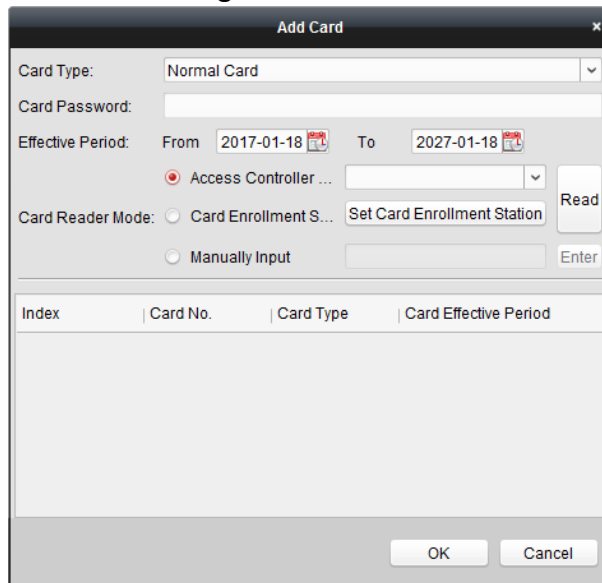 Add Card ×
Card Type: Normal Card
Card Password:
Effective Period: From 2017-01-18 To 2027-01-18
Access Controller ...
Card Reader Mode: Card Enrollment S... Set Card Enrollment Station Read
Manually Input Enter
Index Card No. Card Type Card Effective Period
OK Cancel